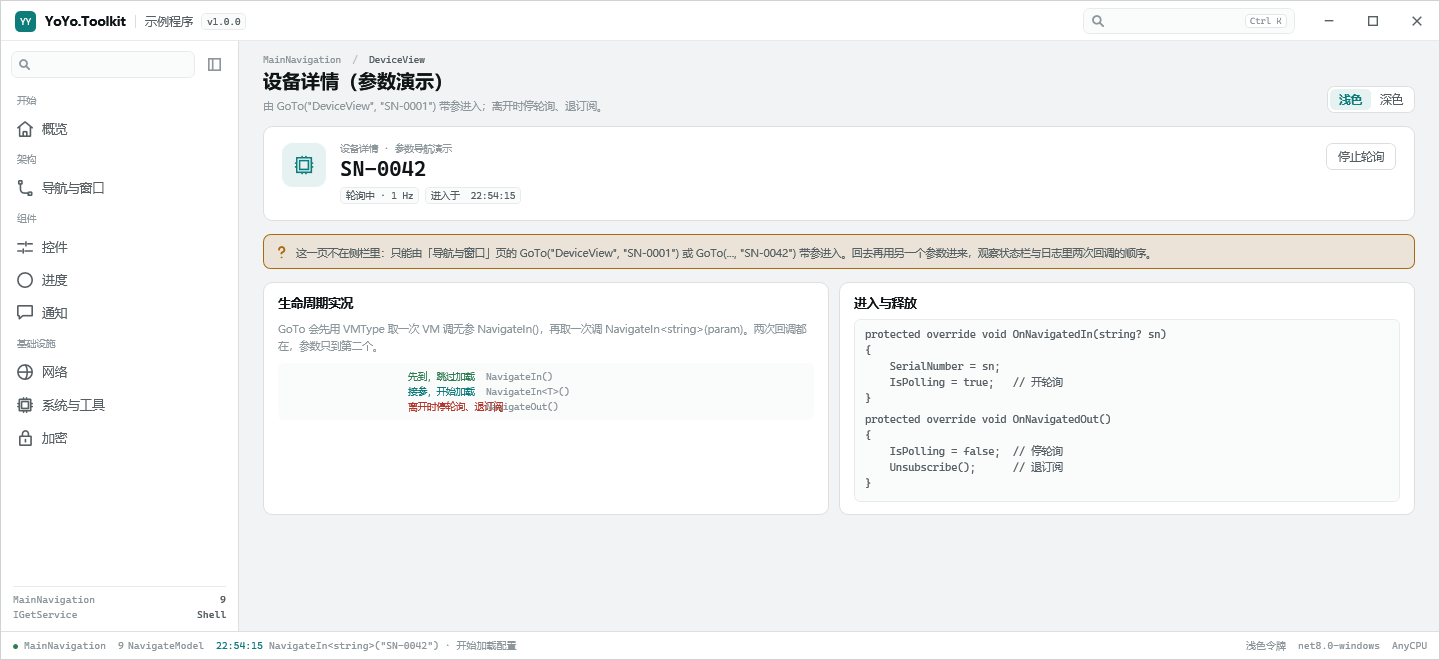 YY YoYo.Toolkit 示例程序 v1.0.0 Ctrl K
开始
概览
架构
导航与窗口
组件
控件
进度
通知
基础设施
网络
系统与工具
加密
MainNavigation 9
IGetService Shell
MainNavigation / DeviceView
设备详情（参数演示）
由 GoTo("DeviceView", "SN-0001") 带参进入；离开时停轮询、退订阅。
浅色 深色
设备详情 · 参数导航演示
SN-0042
轮询中 · 1 Hz 进入于 22:54:15
停止轮询
? 这一页不在侧栏里：只能由「导航与窗口」页的 GoTo("DeviceView", "SN-0001") 或 GoTo(…, "SN-0042") 带参进入。回去再用另一个参数进来，观察状态栏与日志里两次回调的顺序。
生命周期实况
GoTo 会先用 VMType 取一次 VM 调无参 NavigateIn()，再取一次调 NavigateIn<string>(param)。两次回调都
在，参数只到第二个。
先到，跳过加载 NavigateIn()
接参，开始加载 NavigateIn<T>()
离开时停轮询、退订阅 NavigateOut()
进入与释放
protected override void OnNavigatedIn(string? sn)
{
    SerialNumber = sn;
    IsPolling = true;   // 开轮询
}
protected override void OnNavigatedOut()
{
    IsPolling = false;  // 停轮询
    Unsubscribe();      // 退订阅
}
MainNavigation 9 NavigateModel 22:54:15 NavigateIn<string>("SN-0042") · 开始加载配置 浅色令牌 net8.0-windows AnyCPU